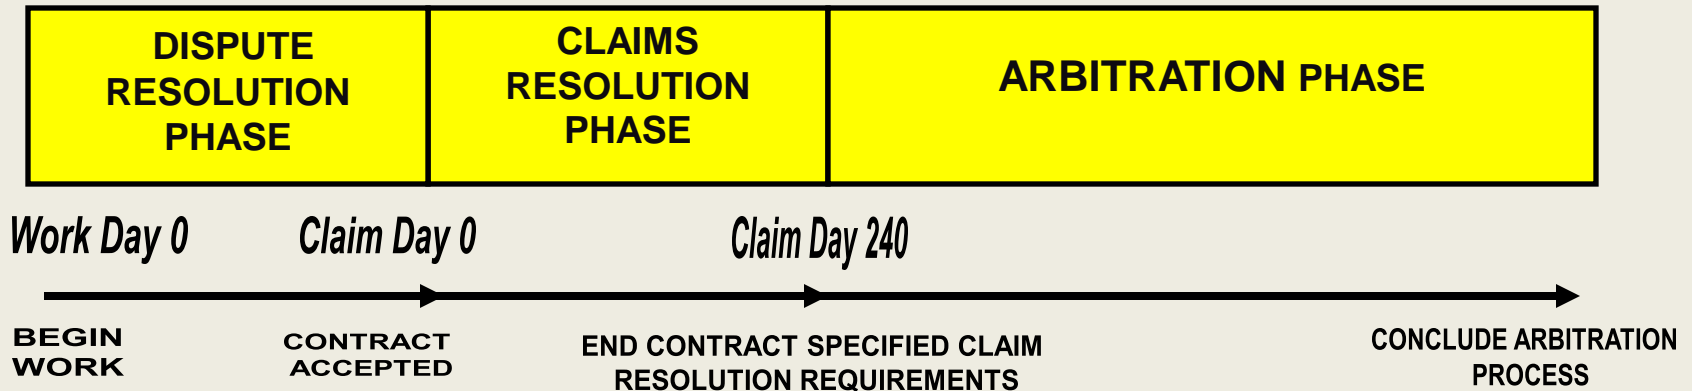 DISPUTE
RESOLUTION
PHASE
CLAIMS
RESOLUTION
PHASE
ARBITRATION PHASE
Work Day 0
Claim Day 0
Claim Day 240
BEGIN
WORK
CONTRACT
ACCEPTED
END CONTRACT SPECIFIED CLAIM
RESOLUTION REQUIREMENTS
CONCLUDE ARBITRATION
PROCESS